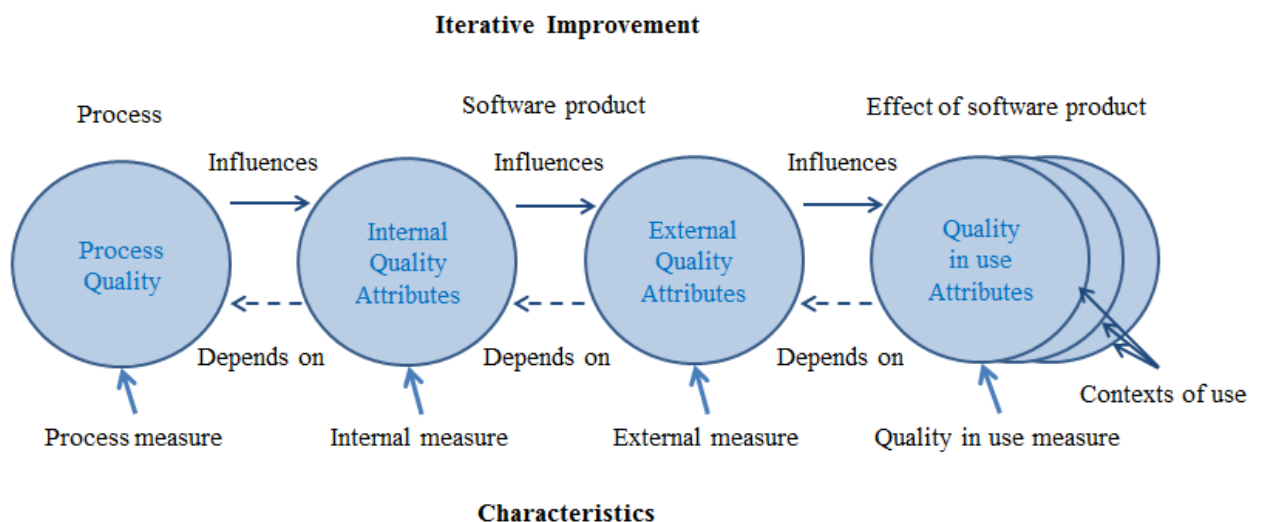 Iterative Improvement
Process
Software product
Effect of software product
Influences
Influences
Influences
Process
Quality
Internal
Quality
Attributes
External
Quality
Attributes
Quality
in use
Attributes
Depends on
Depends on
Depends on
Contexts of use
Process measure
Internal measure
External measure
Quality in use measure
Characteristics